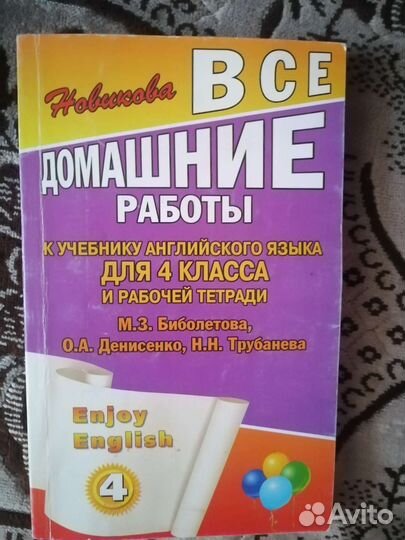 Новикова ВСЕ
ДОМАШНИЕ
РАБОТЫ
К УЧЕБНИКУ АНГЛИЙСКОГО ЯЗЫКА
ДЛЯ 4 КЛАССА
И РАБОЧЕЙ ТЕТРАДИ
М.З. Биболетова,
О.А. Денисенко, Н.Н. Трубанева
Enjoy
English
4
Avito